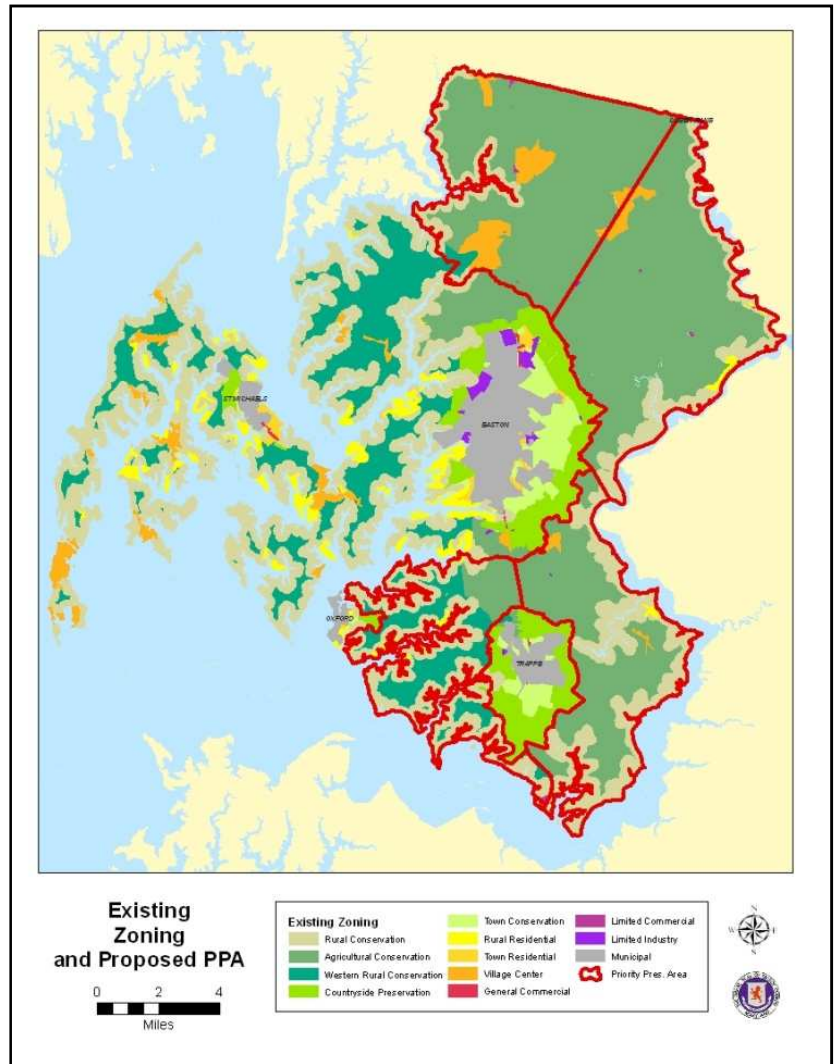 ST.MICHAELS
EASTON
OXFORD
TRAPPE
Existing
Zoning
and Proposed PPA
0 2 4
Miles
Existing Zoning
Rural Conservation
Agricultural Conservation
Western Rural Conservation
Countryside Preservation
Town Conservation
Rural Residential
Town Residential
Village Center
General Commercial
Limited Commercial
Limited Industry
Municipal
Priority Pres. Area
N
W E
S